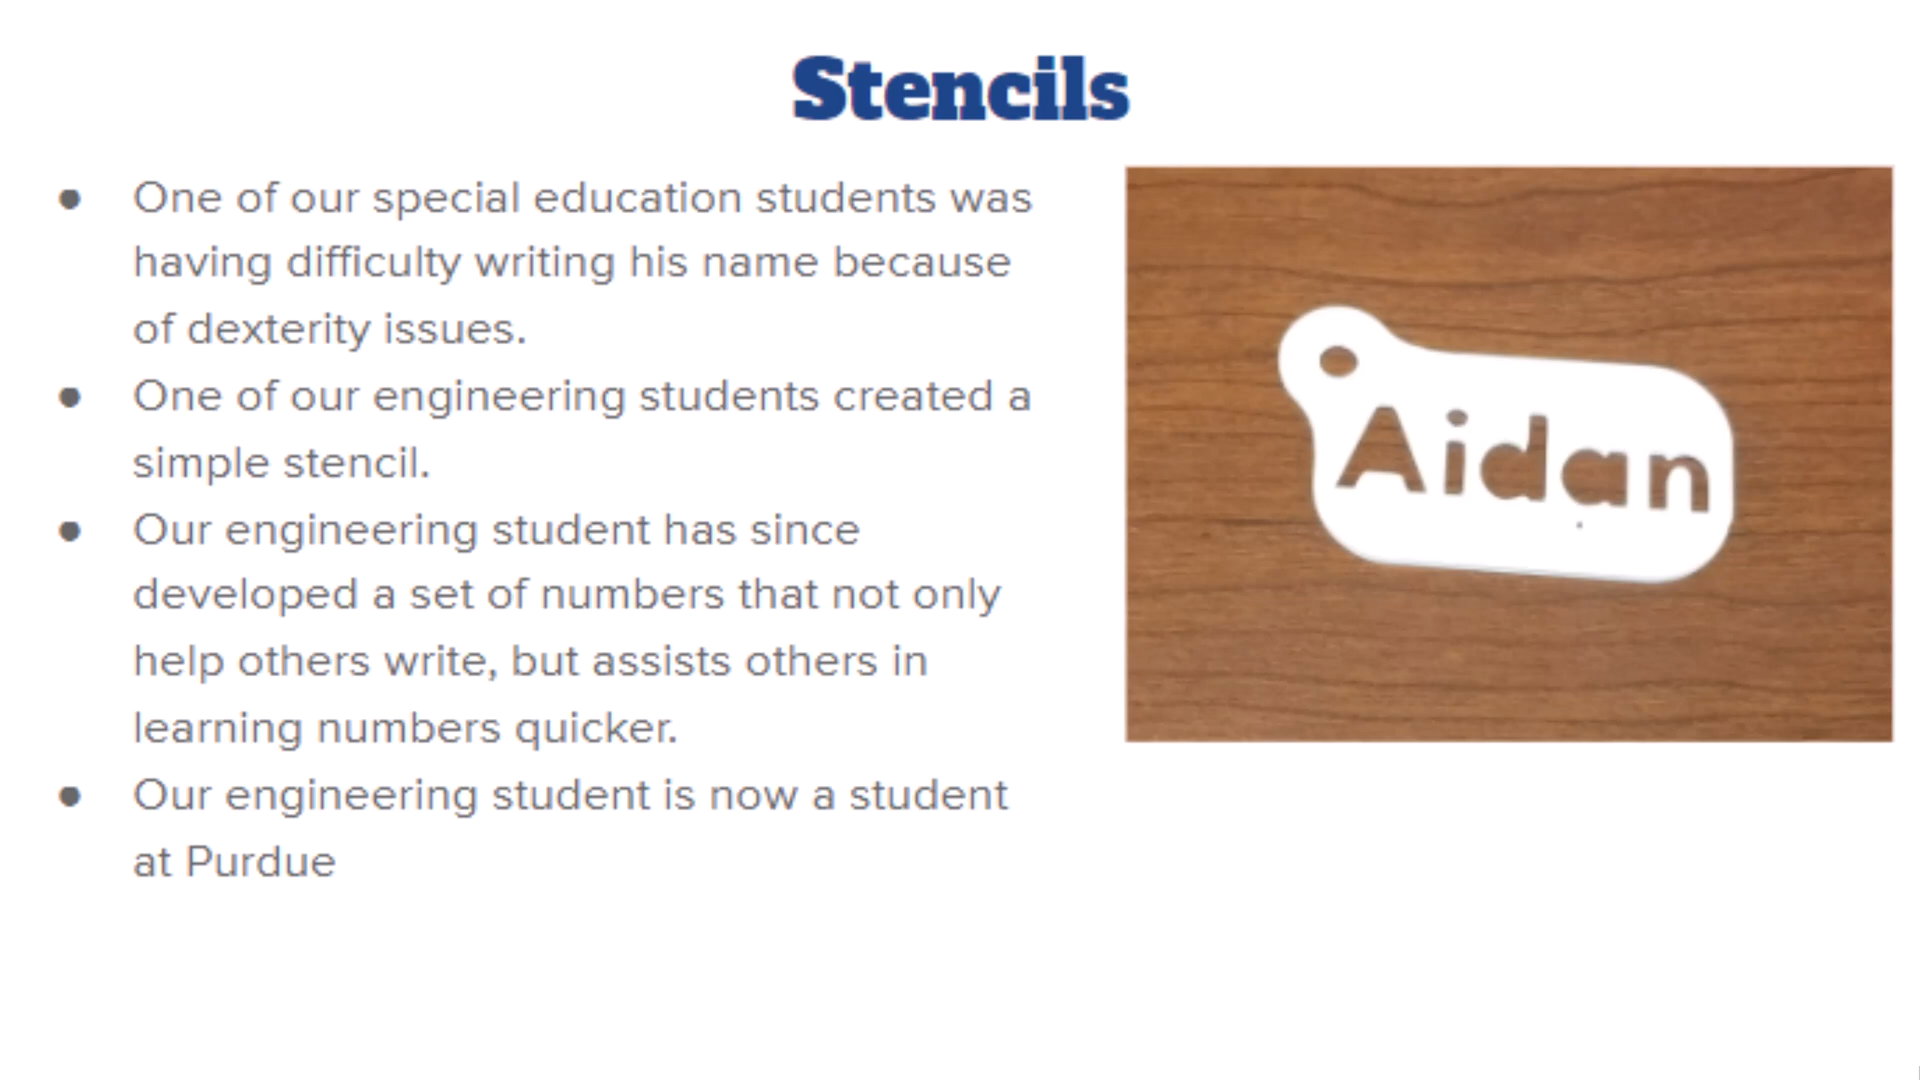 Stencils
● One of our special education students was
having difficulty writing his name because
of dexterity issues.
● One of our engineering students created a
simple stencil.
● Our engineering student has since
developed a set of numbers that not only
help others write, but assists others in
learning numbers quicker.
● Our engineering student is now a student
at Purdue
Aidan